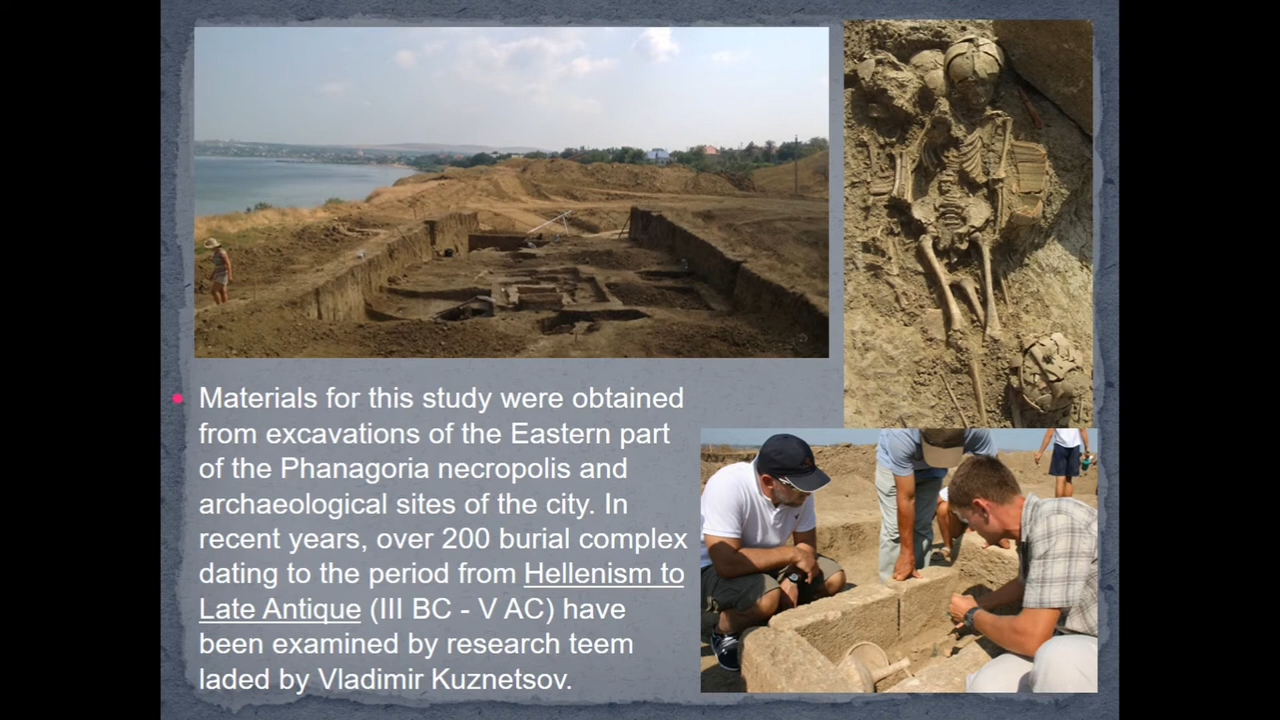 Materials for this study were obtained
from excavations of the Eastern part
of the Phanagoria necropolis and
archaeological sites of the city. In
recent years, over 200 burial complex
dating to the period from Hellenism to
Late Antique (III BC - V AC) have
been examined by research teem
laded by Vladimir Kuznetsov.